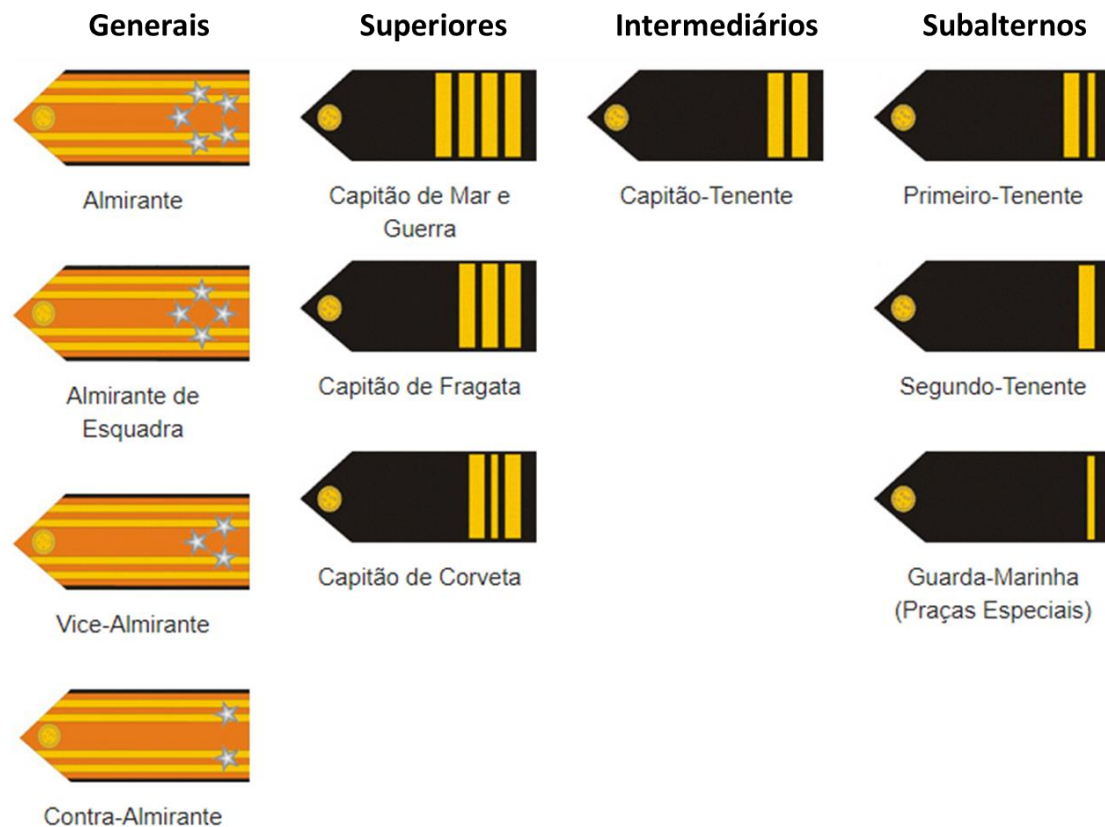 Generais
Superiores
Intermediários
Subalternos
Almirante
Capitão de Mar e
Guerra
Capitão-Tenente
Primeiro-Tenente
Almirante de
Esquadra
Capitão de Fragata
Segundo-Tenente
Vice-Almirante
Capitão de Corveta
Guarda-Marinha
(Praças Especiais)
Contra-Almirante